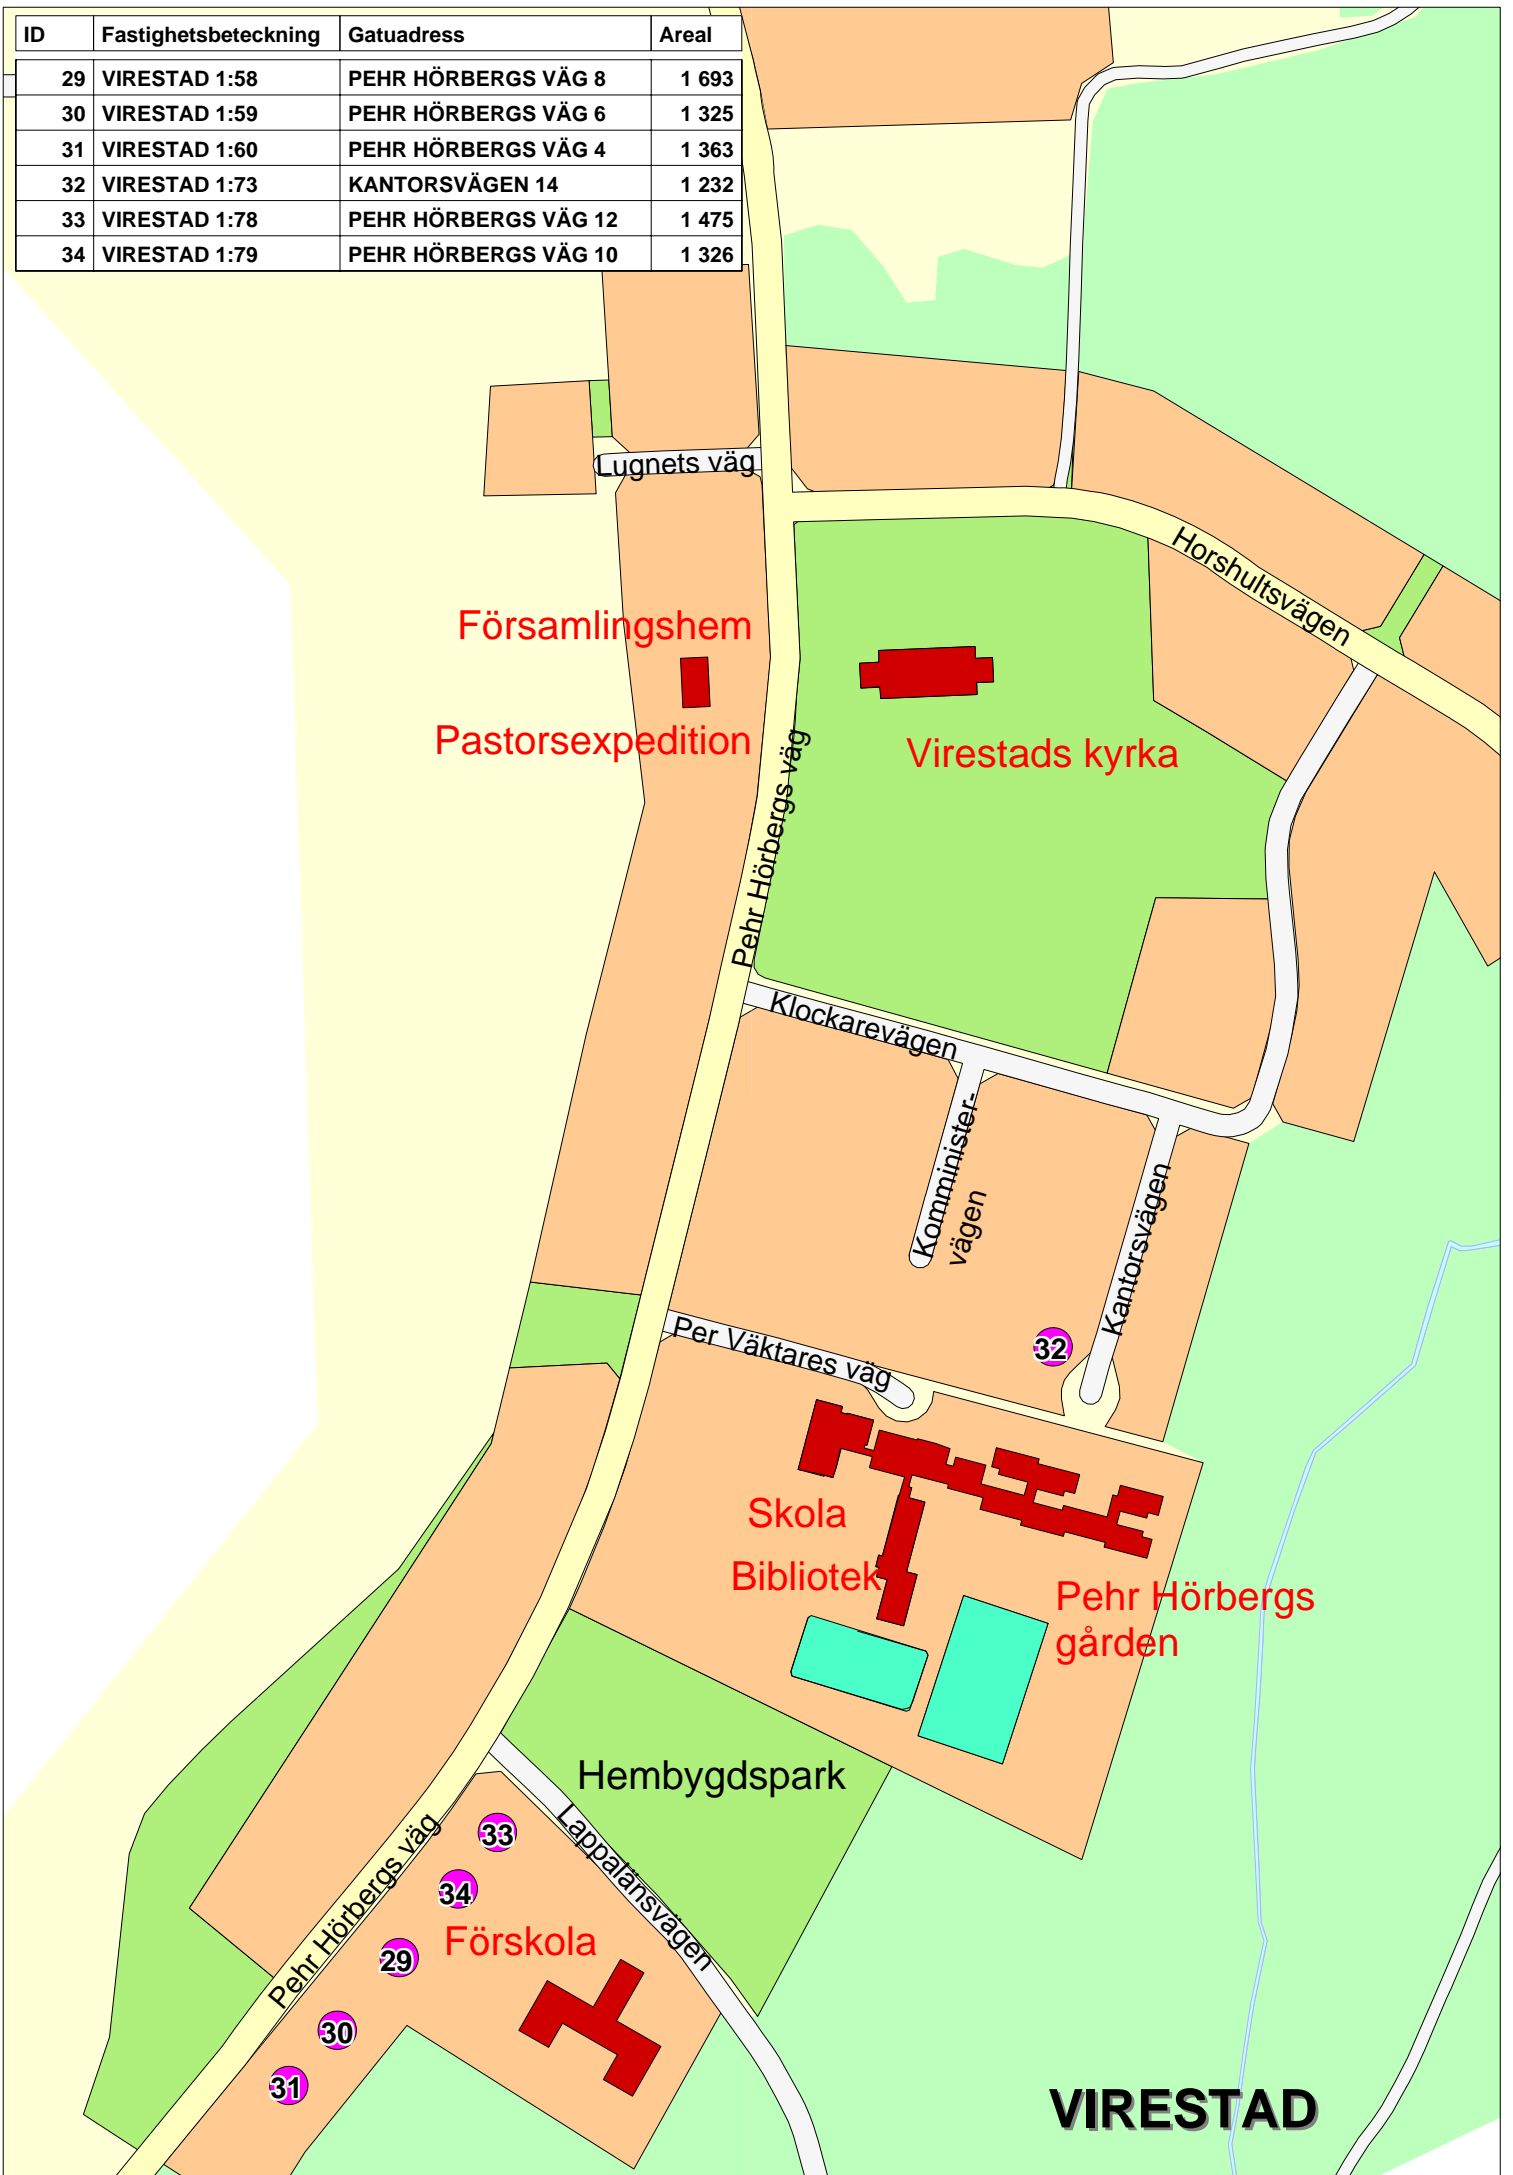 ID Fastighetsbeteckning Gatuadress Areal
29 VIRESTAD 1:58 PEHR HÖRBERGS VÄG 8 1 693
30 VIRESTAD 1:59 PEHR HÖRBERGS VÄG 6 1 325
31 VIRESTAD 1:60 PEHR HÖRBERGS VÄG 4 1 363
32 VIRESTAD 1:73 KANTORSVÄGEN 14 1 232
33 VIRESTAD 1:78 PEHR HÖRBERGS VÄG 12 1 475
34 VIRESTAD 1:79 PEHR HÖRBERGS VÄG 10 1 326
Lugnets väg
Horshultsvägen
Församlingshem
Pastorsexpedition
Virestads kyrka
Pehr Hörbergs väg
Klockarevägen
Komminister-
vägen
Kantorsvägen
32
Per Väktares väg
Skola
Bibliotek
Pehr Hörbergs
gården
Hembygdspark
Lappalänsvägen
Pehr Hörbergs väg
33
34
Förskola
29
30
31
VIRESTAD